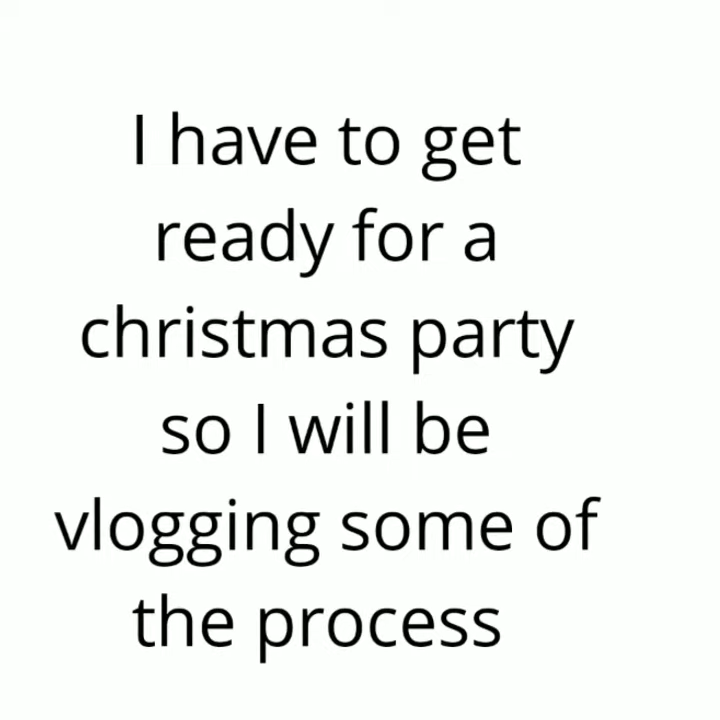 I have to get
ready for a
christmas party
so I will be
vlogging some of
the process